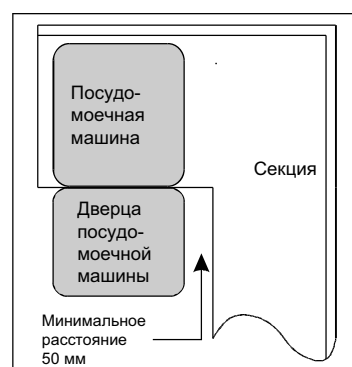 Посудо-
моечная
машина
Секция
Дверца
посудо-
моечной
машины
Минимальное
расстояние
50 мм